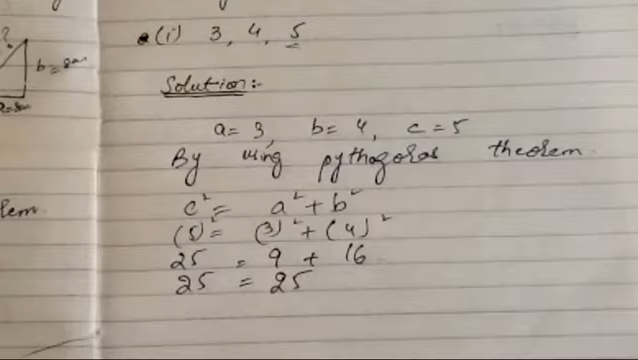 ?
b = 8cm
(i) 3, 4, 5
Solution:-
a = 3, b = 4, c = 5
By using pythagoras theorem
c² = a² + b²
(5)² = (3)² + (4)²
25 = 9 + 16
25 = 25